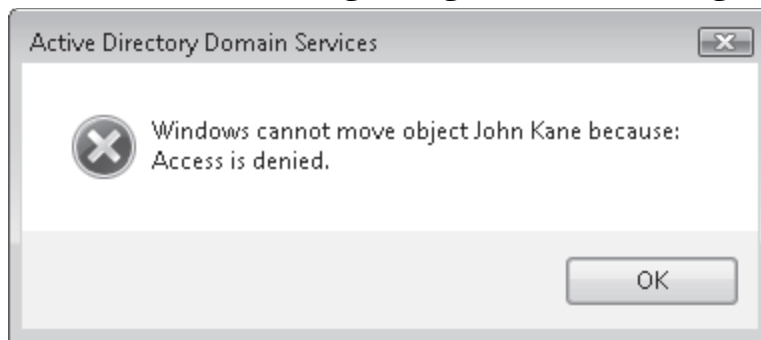 Active Directory Domain Services
Windows cannot move object John Kane because:
Access is denied.
OK